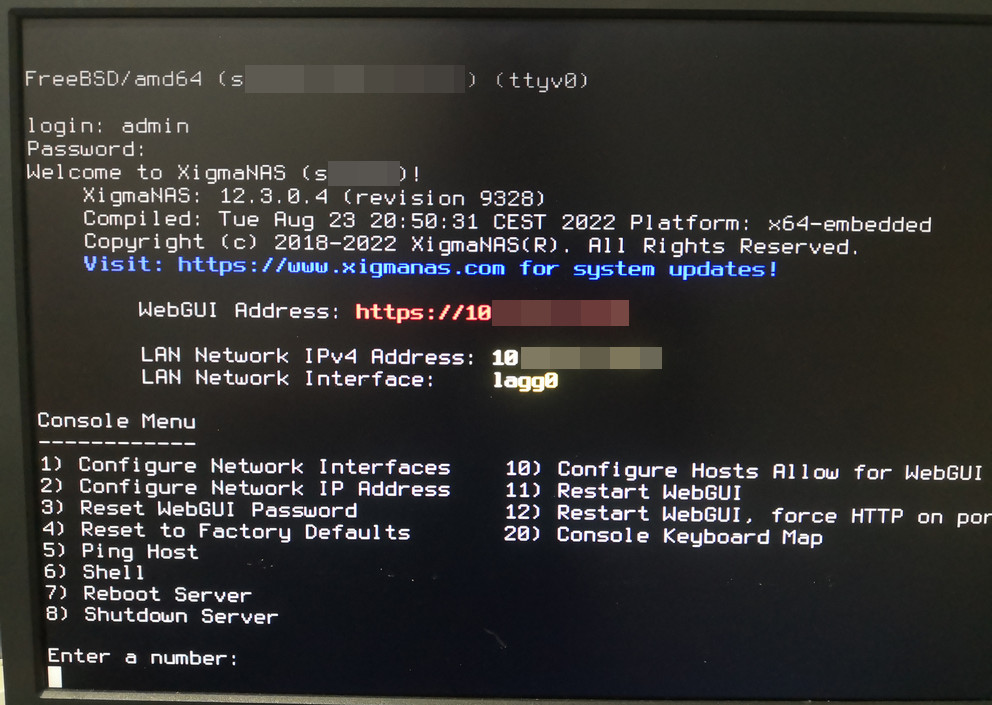 FreeBSD/amd64 (s ) (ttyv0)
login: admin
Password:
Welcome to XigmaNAS (s )!
XigmaNAS: 12.3.0.4 (revision 9328)
Compiled: Tue Aug 23 20:50:31 CEST 2022 Platform: x64-embedded
Copyright (c) 2018-2022 XigmaNAS(R). All Rights Reserved.
Visit: https://www.xigmanas.com for system updates!
WebGUI Address: https://10
LAN Network IPv4 Address: 10
LAN Network Interface: lagg0
Console Menu
------------
1) Configure Network Interfaces
2) Configure Network IP Address
3) Reset WebGUI Password
4) Reset to Factory Defaults
5) Ping Host
6) Shell
7) Reboot Server
8) Shutdown Server
10) Configure Hosts Allow for WebGUI
11) Restart WebGUI
12) Restart WebGUI, force HTTP on por
20) Console Keyboard Map
Enter a number: